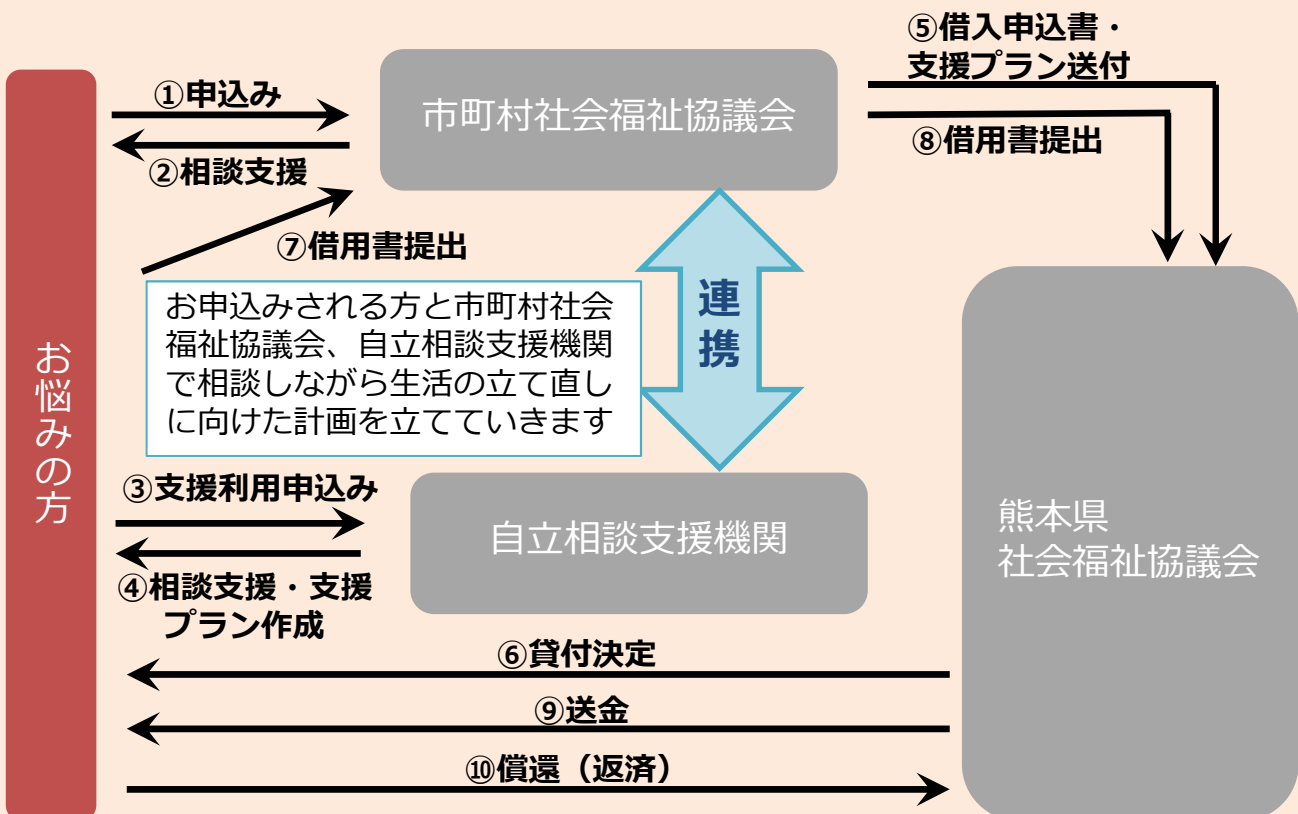 ⑤借入申込書・
支援プラン送付
①申込み
市町村社会福祉協議会
②相談支援
⑧借用書提出
⑦借用書提出
お申込みされる方と市町村社会
福祉協議会、自立相談支援機関
で相談しながら生活の立て直し
に向けた計画を立てていきます
連携
お悩みの方
③支援利用申込み
自立相談支援機関
熊本県
社会福祉協議会
④相談支援・支援
プラン作成
⑥貸付決定
⑨送金
⑩償還（返済）